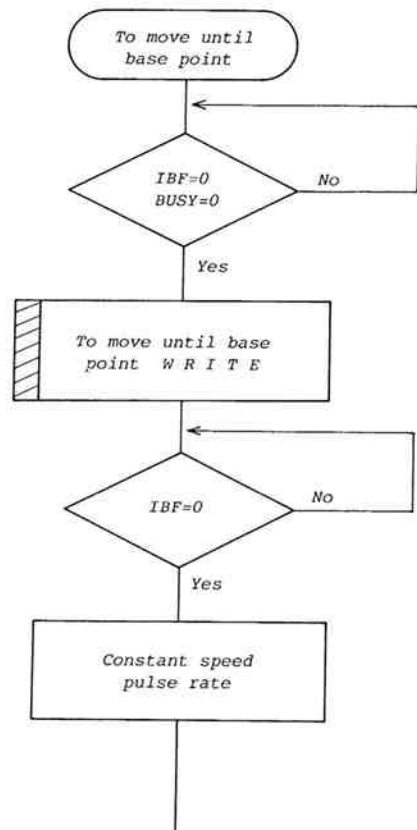 To move until
base point
IBF=0
BUSY=0
No
Yes
To move until base
point W R I T E
IBF=0
No
Yes
Constant speed
pulse rate